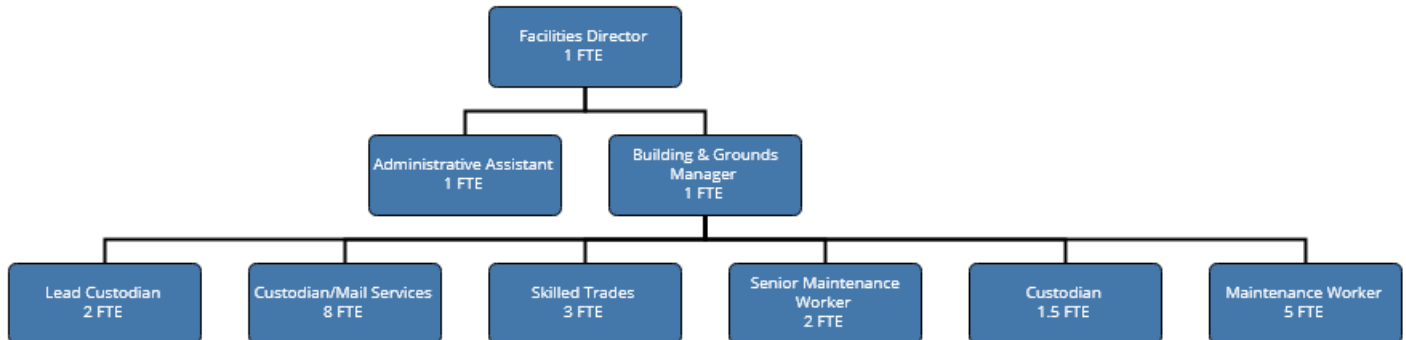 Facilities Director
1 FTE
Administrative Assistant
1 FTE
Building & Grounds
Manager
1 FTE
Lead Custodian
2 FTE
Custodian/Mail Services
8 FTE
Skilled Trades
3 FTE
Senior Maintenance
Worker
2 FTE
Custodian
1.5 FTE
Maintenance Worker
5 FTE